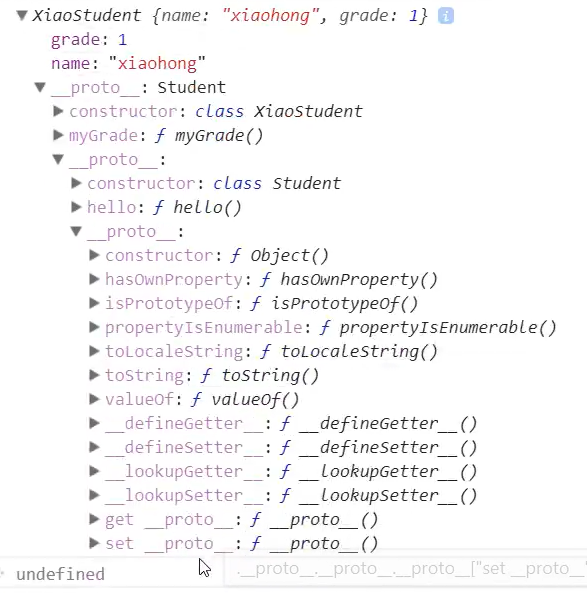 ▼XiaoStudent {name: "xiaohong", grade: 1} i
grade: 1
name: "xiaohong"
▼__proto__: Student
▶constructor: class XiaoStudent
▶myGrade: ƒ myGrade()
▼__proto__:
▶constructor: class Student
▶hello: ƒ hello()
▼__proto__:
▶constructor: ƒ Object()
▶hasOwnProperty: ƒ hasOwnProperty()
▶isPrototypeOf: ƒ isPrototypeOf()
▶propertyIsEnumerable: ƒ propertyIsEnumerable()
▶toLocaleString: ƒ toLocaleString()
▶toString: ƒ toString()
▶valueOf: ƒ valueOf()
▶__defineGetter__: ƒ __defineGetter__()
▶__defineSetter__: ƒ __defineSetter__()
▶__lookupGetter__: ƒ __lookupGetter__()
▶__lookupSetter__: ƒ __lookupSetter__()
▶get __proto__: ƒ __proto__()
▶set __proto__: ƒ __proto__()
undefined
.__proto__.__proto__.__proto__["set __proto__"